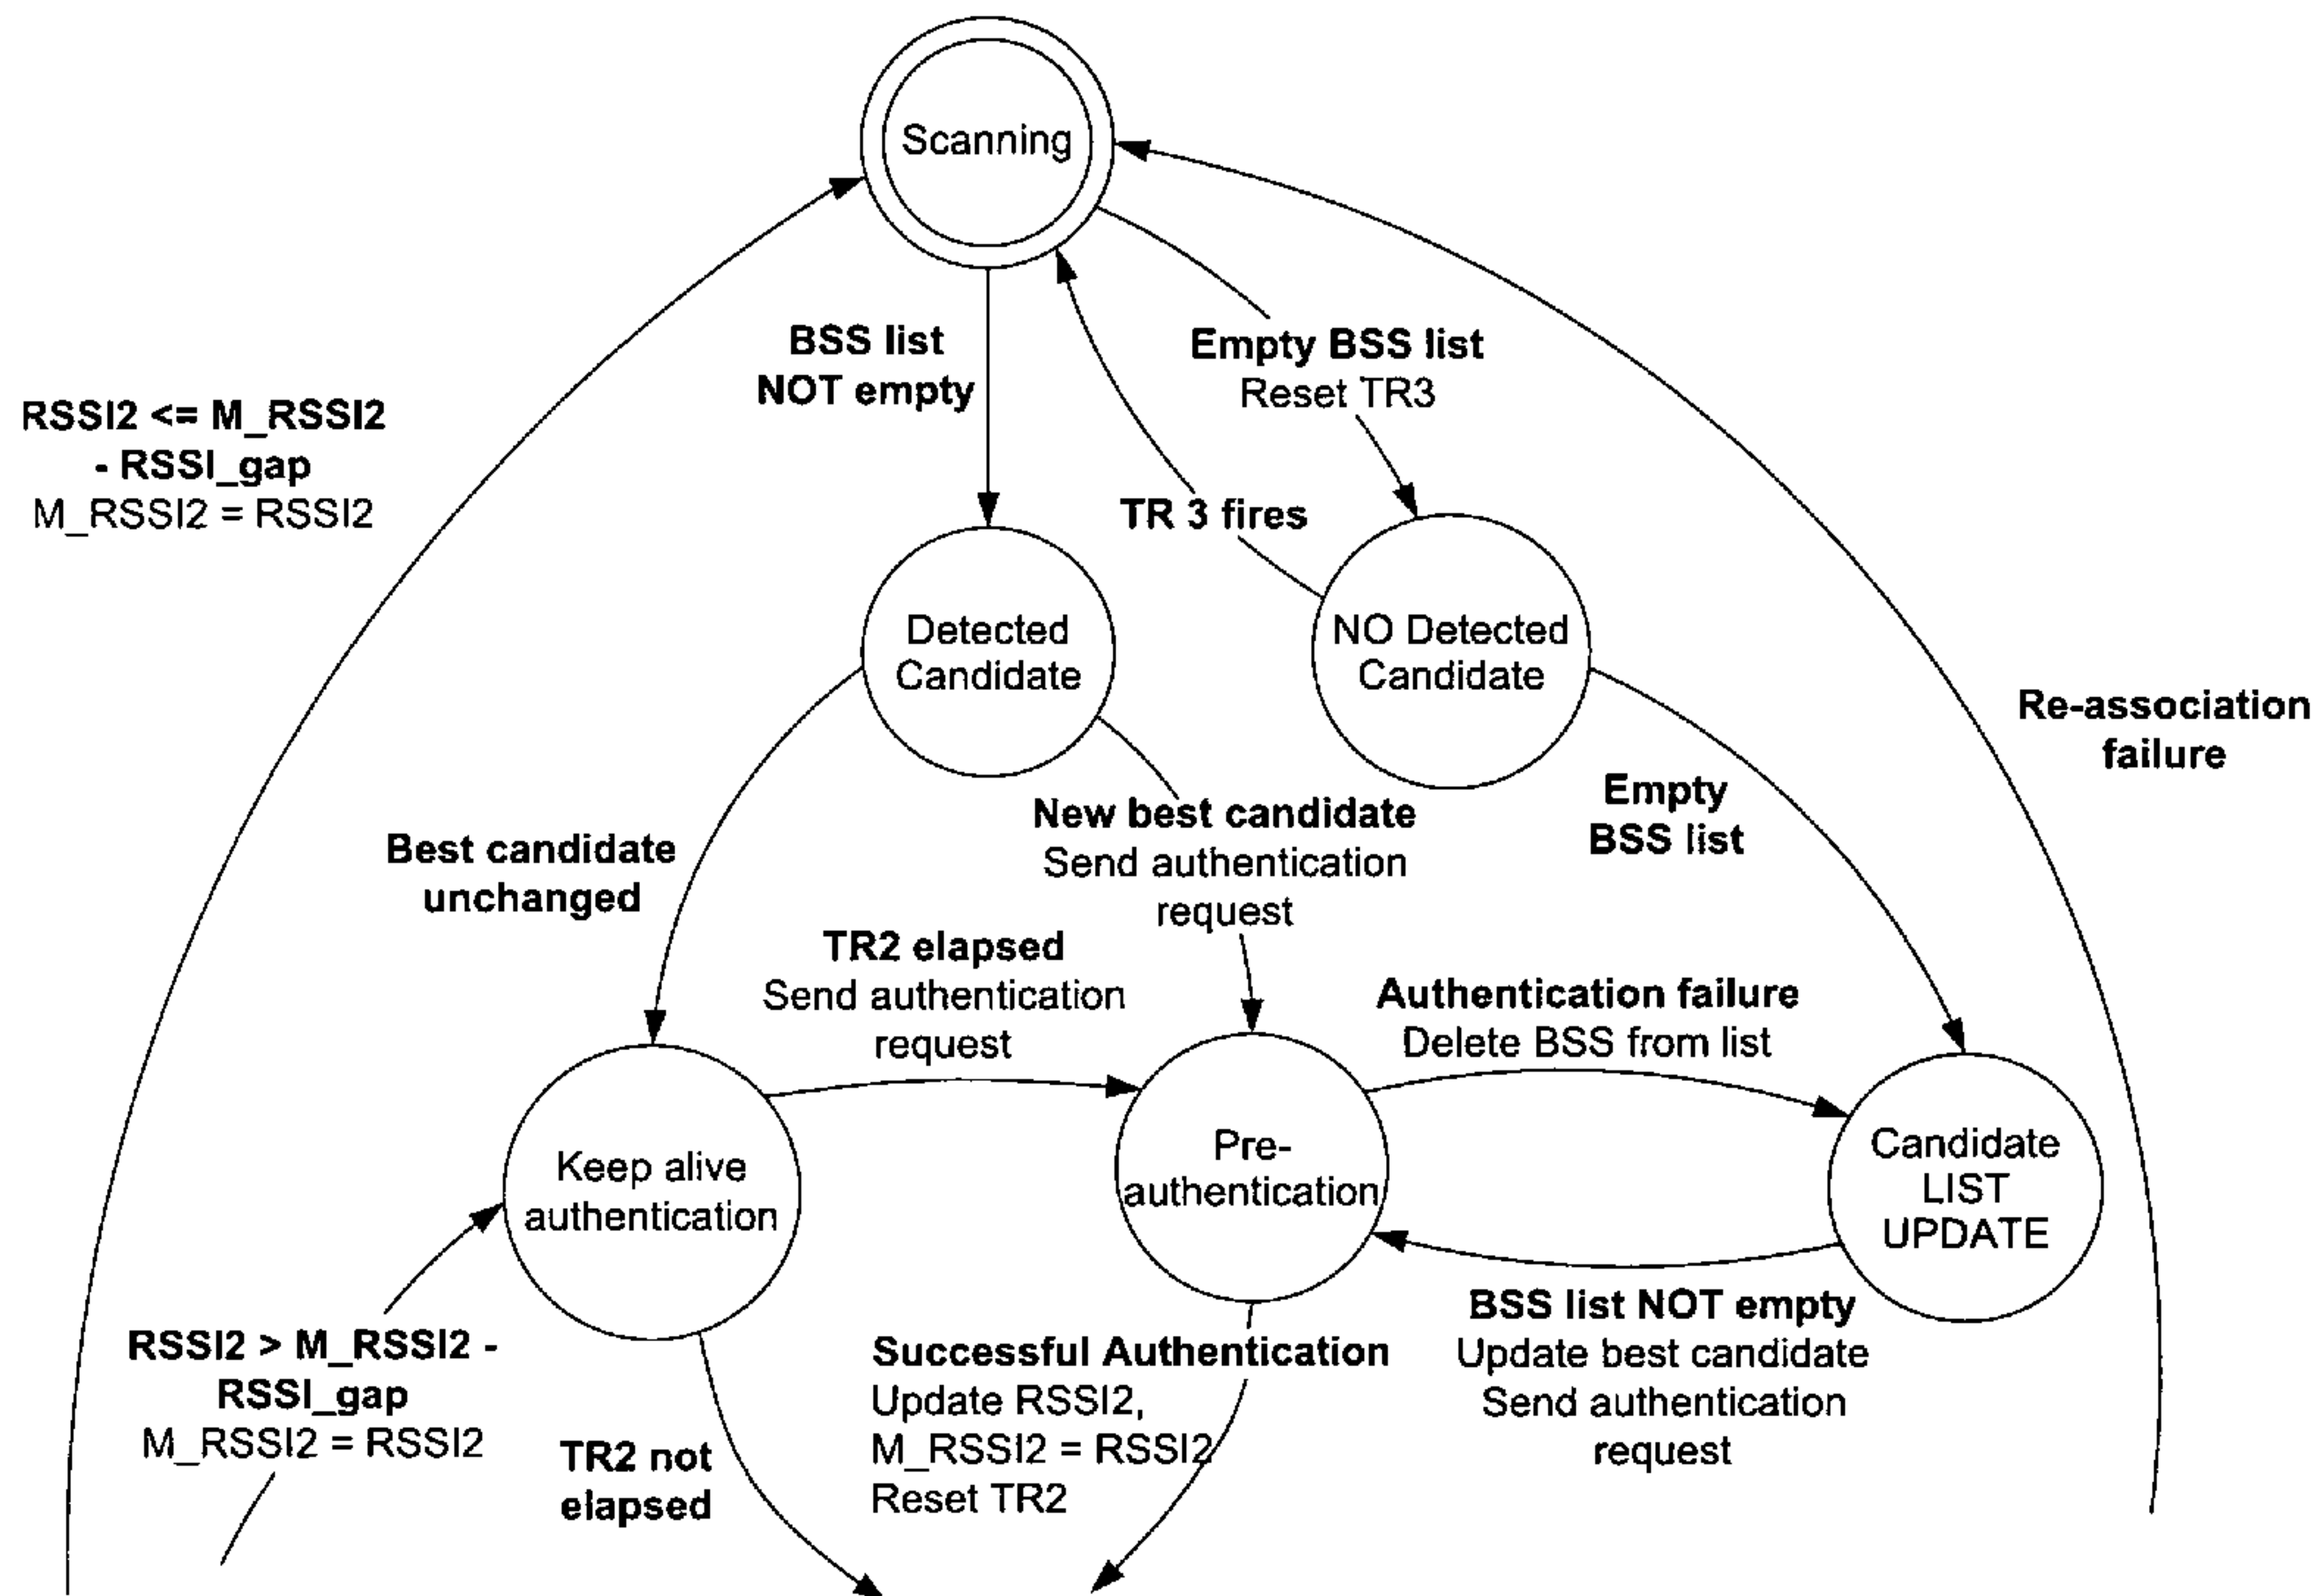 Scanning
BSS list
NOT empty
Empty BSS list
Reset TR3
RSSI2 <= M_RSSI2
- RSSI_gap
M_RSSI2 = RSSI2
TR 3 fires
Detected
Candidate
NO Detected
Candidate
Re-association
failure
Empty
BSS list
New best candidate
Send authentication
request
Best candidate
unchanged
TR2 elapsed
Send authentication
request
Authentication failure
Delete BSS from list
Keep alive
authentication
Pre-
authentication
Candidate
LIST
UPDATE
RSSI2 > M_RSSI2 -
RSSI_gap
M_RSSI2 = RSSI2
TR2 not
elapsed
Successful Authentication
Update RSSI2,
M_RSSI2 = RSSI2
Reset TR2
BSS list NOT empty
Update best candidate
Send authentication
request